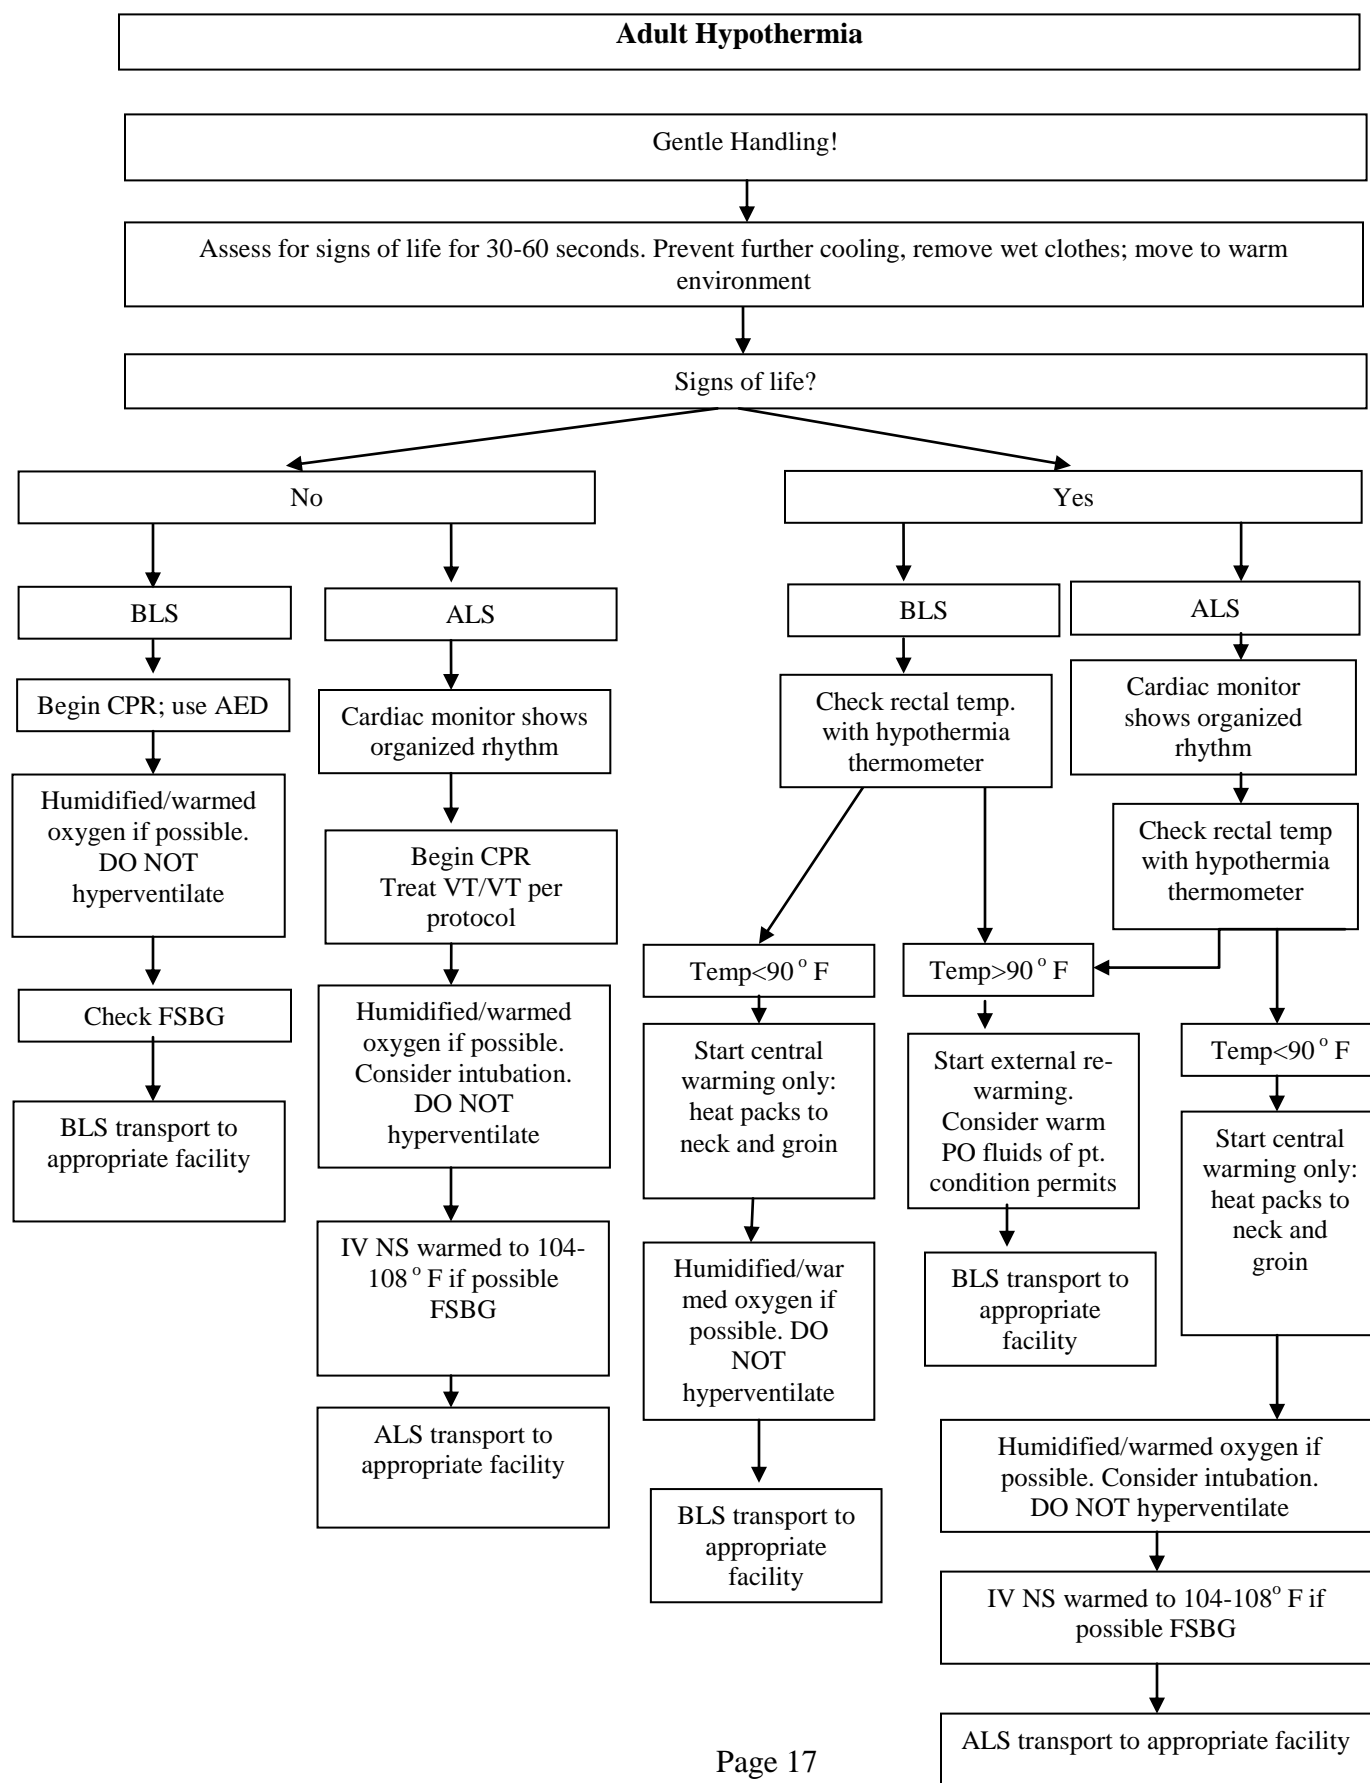 Adult Hypothermia
Gentle Handling!
Assess for signs of life for 30-60 seconds. Prevent further cooling, remove wet clothes; move to warm
environment
Signs of life?
No
Yes
BLS
Begin CPR; use AED
Humidified/warmed
oxygen if possible.
DO NOT
hyperventilate
Check FSBG
BLS transport to
appropriate facility
ALS
Cardiac monitor shows
organized rhythm
Begin CPR
Treat VT/VT per
protocol
Humidified/warmed
oxygen if possible.
Consider intubation.
DO NOT
hyperventilate
IV NS warmed to 104-
108 o F if possible
FSBG
ALS transport to
appropriate facility
BLS
Check rectal temp.
with hypothermia
thermometer
Temp<90 o F
Start central
warming only:
heat packs to
neck and groin
Humidified/war
med oxygen if
possible. DO
NOT
hyperventilate
BLS transport to
appropriate
facility
Temp>90 o F
Start external re-
warming.
Consider warm
PO fluids of pt.
condition permits
BLS transport to
appropriate
facility
ALS
Cardiac monitor
shows organized
rhythm
Check rectal temp
with hypothermia
thermometer
Temp<90 o F
Start central
warming only:
heat packs to
neck and
groin
Humidified/warmed oxygen if
possible. Consider intubation.
DO NOT hyperventilate
IV NS warmed to 104-108o F if
possible FSBG
ALS transport to appropriate facility
Page 17